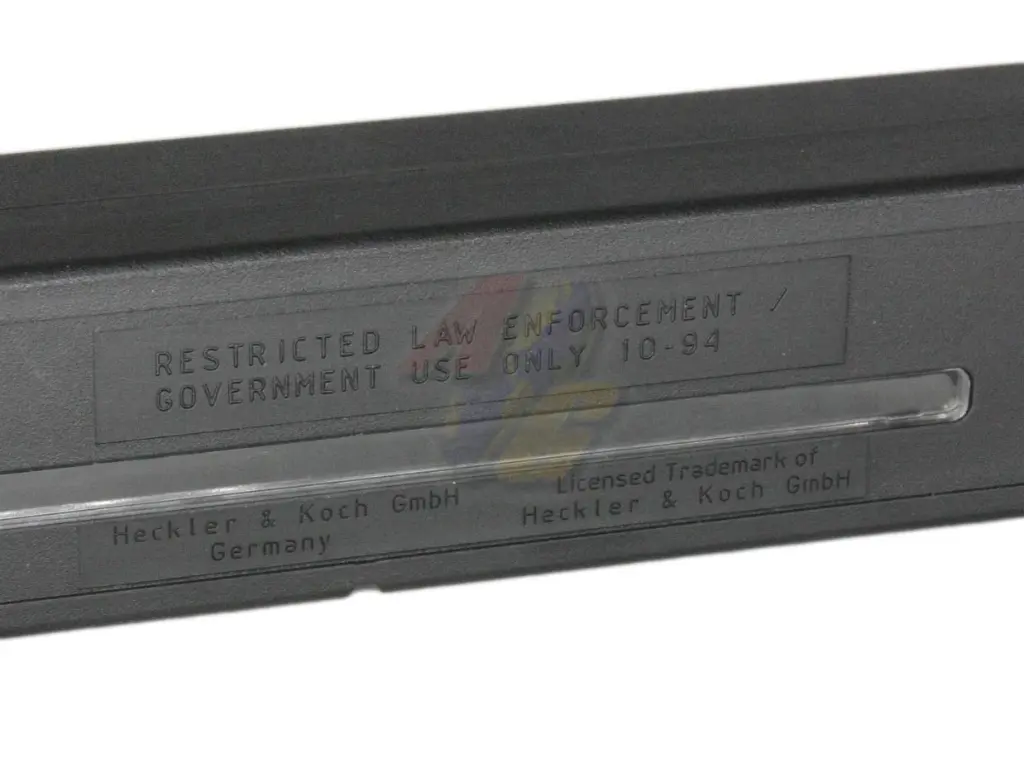 RESTRICTED LAW ENFORCEMENT /
GOVERNMENT USE ONLY 10-94
Heckler & Koch GmbH
Germany
Licensed Trademark of
Heckler & Koch GmbH